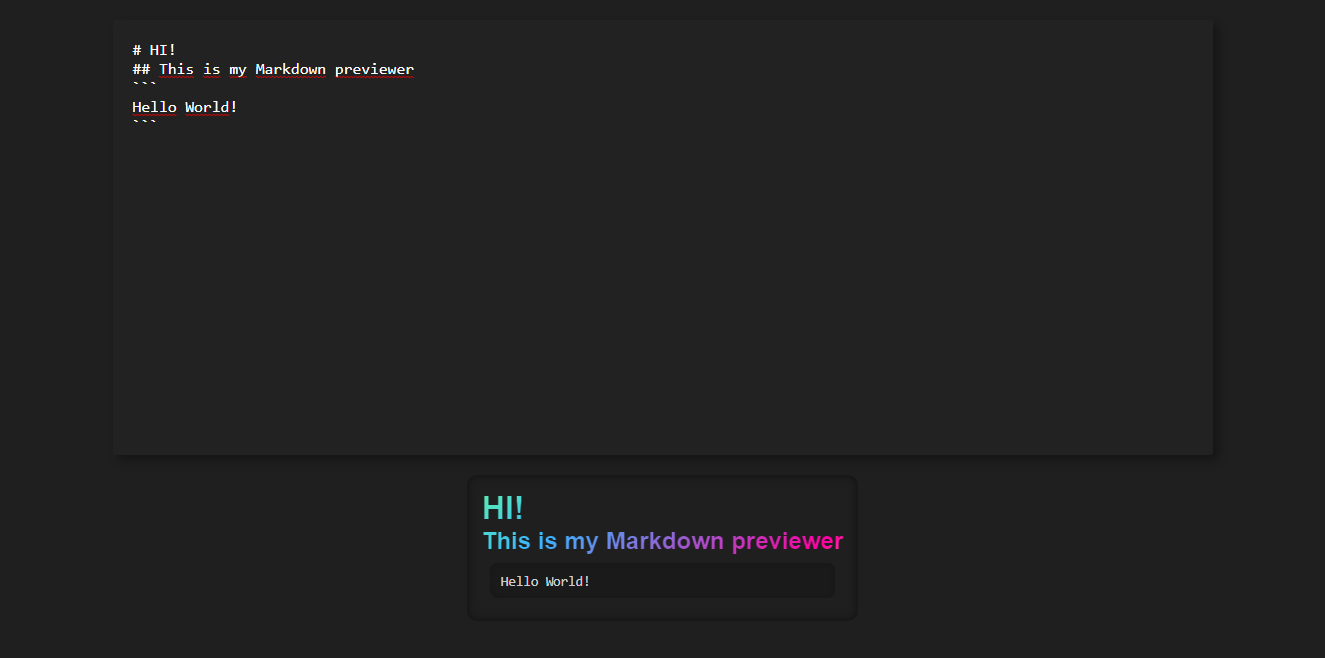 # HI!
## This is my Markdown previewer
```
Hello World!
```
HI!
This is my Markdown previewer
Hello World!